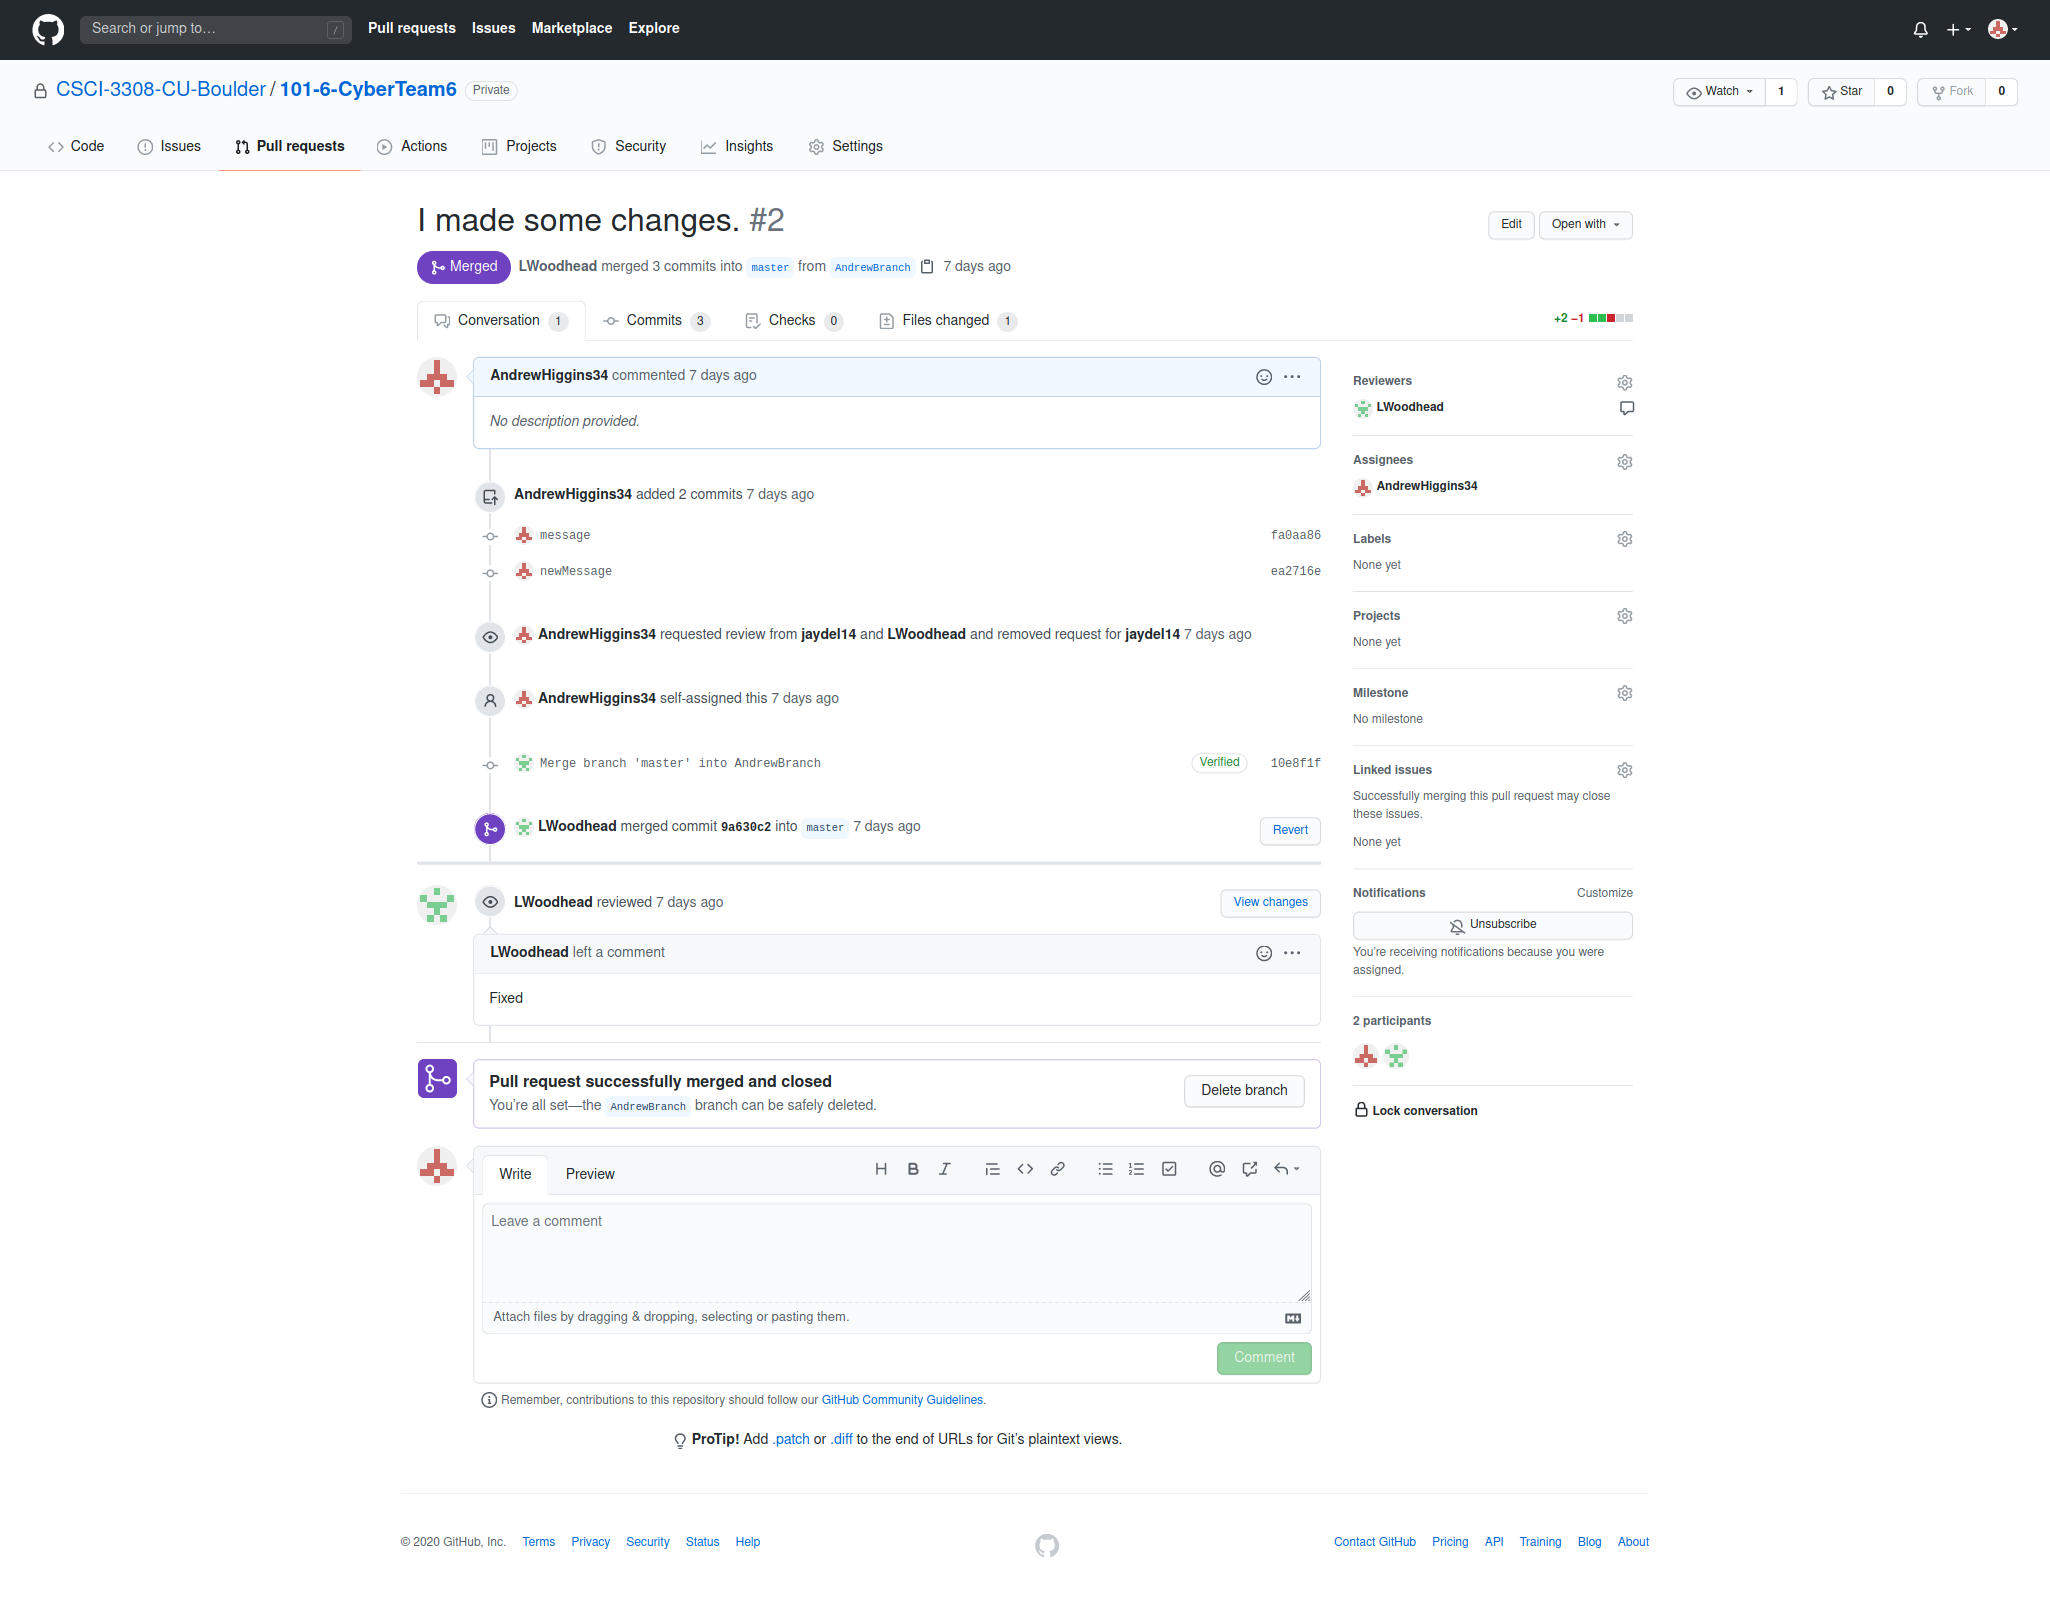 Search or jump to… /
Pull requests Issues Marketplace Explore
CSCI-3308-CU-Boulder / 101-6-CyberTeam6 Private
Watch 1 Star 0 Fork 0
Code Issues Pull requests Actions Projects Security Insights Settings
I made some changes. #2
Edit Open with
Merged LWoodhead merged 3 commits into master from AndrewBranch 7 days ago
Conversation 1 Commits 3 Checks 0 Files changed 1
+2 −1
AndrewHiggins34 commented 7 days ago
No description provided.
AndrewHiggins34 added 2 commits 7 days ago
message fa0aa86
newMessage ea2716e
AndrewHiggins34 requested review from jaydel14 and LWoodhead and removed request for jaydel14 7 days ago
AndrewHiggins34 self-assigned this 7 days ago
Merge branch 'master' into AndrewBranch Verified 10e8f1f
LWoodhead merged commit 9a630c2 into master 7 days ago
Revert
LWoodhead reviewed 7 days ago
View changes
LWoodhead left a comment
Fixed
Pull request successfully merged and closed
You're all set—the AndrewBranch branch can be safely deleted.
Delete branch
Write Preview
Leave a comment
Attach files by dragging & dropping, selecting or pasting them.
Comment
Remember, contributions to this repository should follow our GitHub Community Guidelines.
ProTip! Add .patch or .diff to the end of URLs for Git's plaintext views.
Reviewers
LWoodhead
Assignees
AndrewHiggins34
Labels
None yet
Projects
None yet
Milestone
No milestone
Linked issues
Successfully merging this pull request may close
these issues.
None yet
Notifications Customize
Unsubscribe
You're receiving notifications because you were
assigned.
2 participants
Lock conversation
© 2020 GitHub, Inc. Terms Privacy Security Status Help
Contact GitHub Pricing API Training Blog About